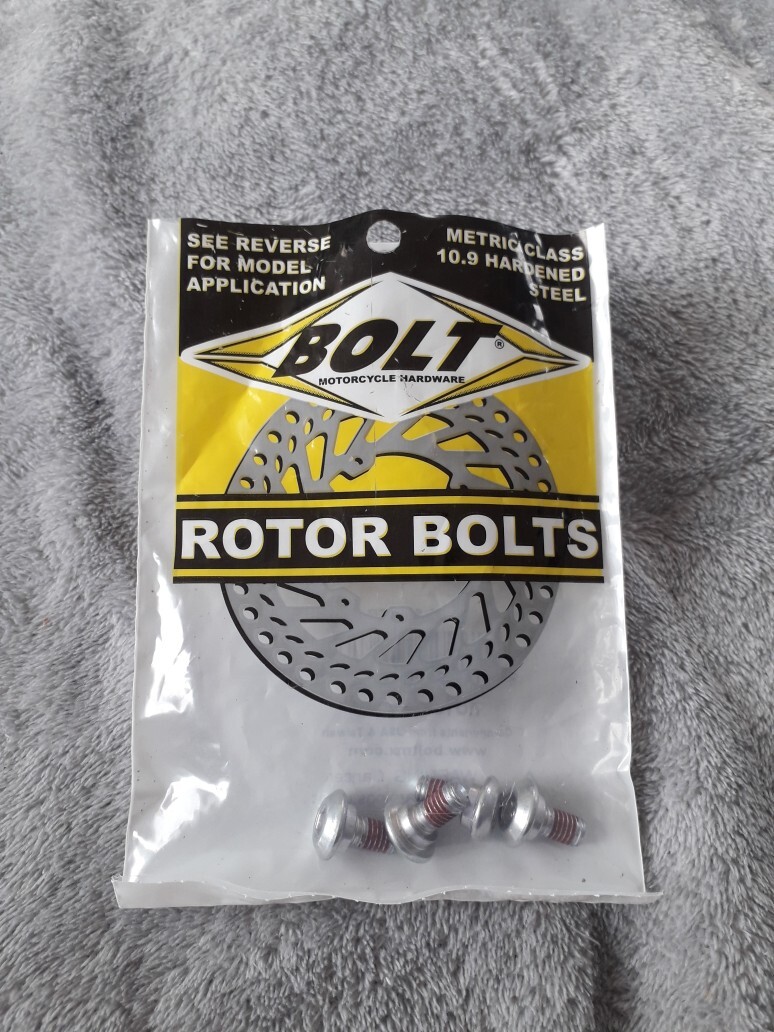 SEE REVERSE
FOR MODEL
APPLICATION
METRIC CLASS
10.9 HARDENED
STEEL
BOLT®
MOTORCYCLE HARDWARE
ROTOR BOLTS